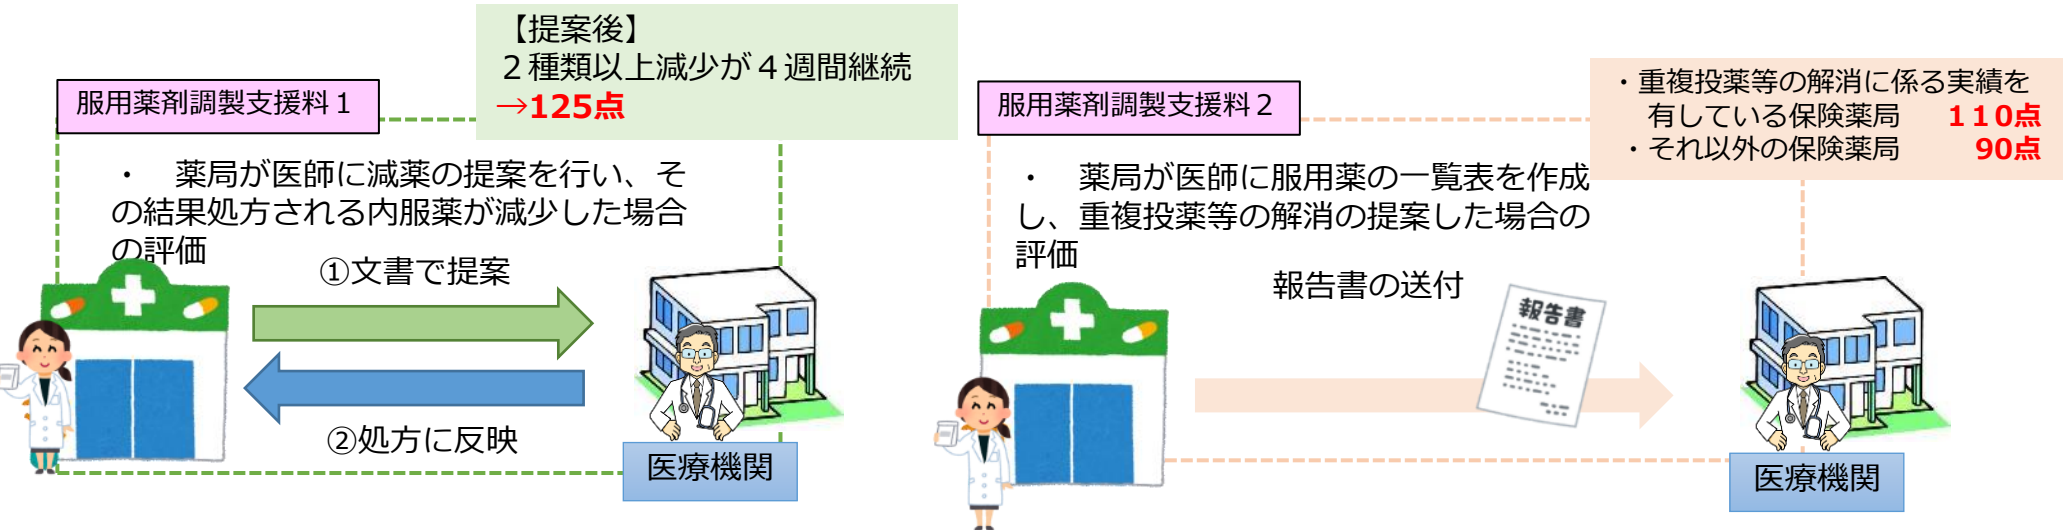 【提案後】
２種類以上減少が４週間継続
→125点
服用薬剤調製支援料１
・　薬局が医師に減薬の提案を行い、そ
の結果処方される内服薬が減少した場合
の評価
①文書で提案
②処方に反映
医療機関
服用薬剤調製支援料２
・重複投薬等の解消に係る実績を
有している保険薬局　１１０点
・それ以外の保険薬局　90点
・　薬局が医師に服用薬の一覧表を作成
し、重複投薬等の解消の提案した場合の
評価
報告書の送付
報告書
医療機関